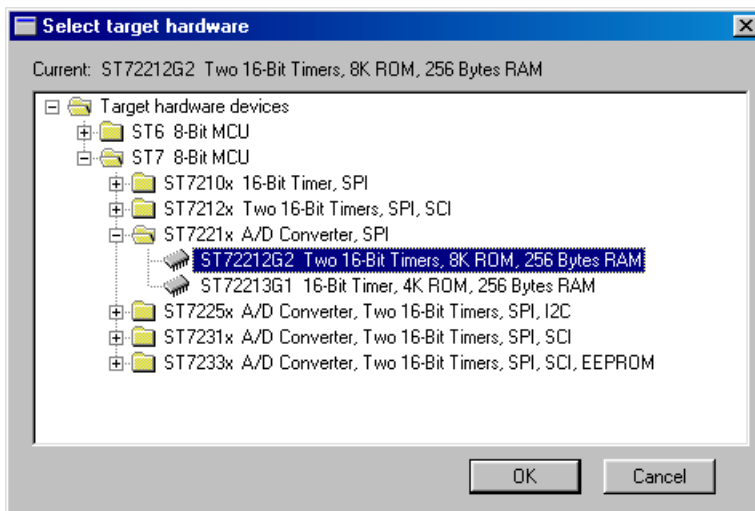 Select target hardware
Current: ST72212G2 Two 16-Bit Timers, 8K ROM, 256 Bytes RAM
Target hardware devices
ST6 8-Bit MCU
ST7 8-Bit MCU
ST7210x 16-Bit Timer, SPI
ST7212x Two 16-Bit Timers, SPI, SCI
ST7221x A/D Converter, SPI
ST72212G2 Two 16-Bit Timers, 8K ROM, 256 Bytes RAM
ST72213G1 16-Bit Timer, 4K ROM, 256 Bytes RAM
ST7225x A/D Converter, Two 16-Bit Timers, SPI, I2C
ST7231x A/D Converter, Two 16-Bit Timers, SPI, SCI
ST7233x A/D Converter, Two 16-Bit Timers, SPI, SCI, EEPROM
OK Cancel